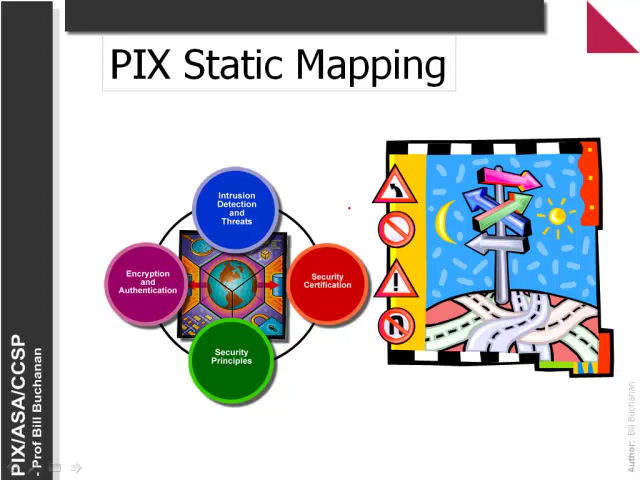 PIX Static Mapping
Intrusion
Detection
and
Threats
Encryption
and
Authentication
Security
Certification
Security
Principles
PIX/ASA/CCSP
- Prof Bill Buchanan
Author: Bill Buchanan